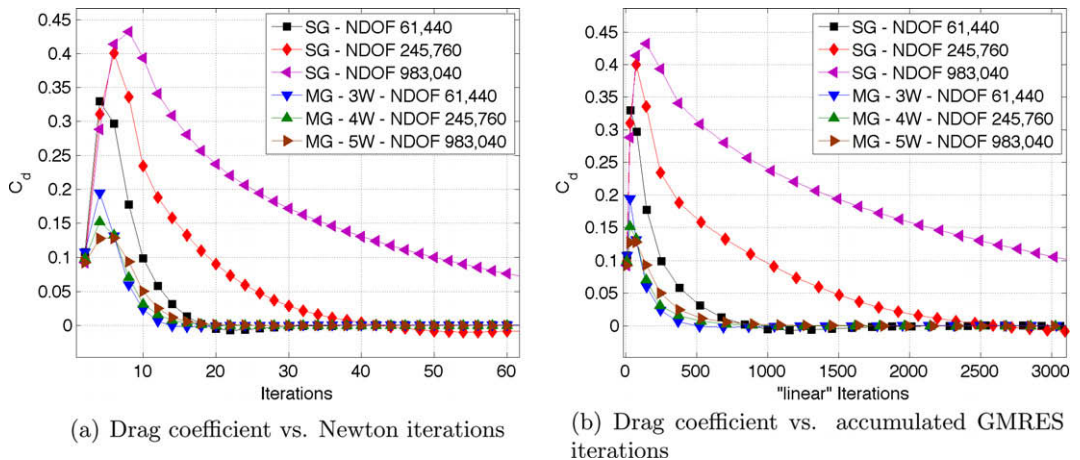 0.45
0.4
0.35
0.3
0.25
0.2
0.15
0.1
0.05
0
C_d
SG - NDOF 61,440
SG - NDOF 245,760
SG - NDOF 983,040
MG - 3W - NDOF 61,440
MG - 4W - NDOF 245,760
MG - 5W - NDOF 983,040
10 20 30 40 50 60
Iterations
(a) Drag coefficient vs. Newton iterations
0.45
0.4
0.35
0.3
0.25
0.2
0.15
0.1
0.05
0
C_d
SG - NDOF 61,440
SG - NDOF 245,760
SG - NDOF 983,040
MG - 3W - NDOF 61,440
MG - 4W - NDOF 245,760
MG - 5W - NDOF 983,040
0 500 1000 1500 2000 2500 3000
"linear" Iterations
(b) Drag coefficient vs. accumulated GMRES
iterations